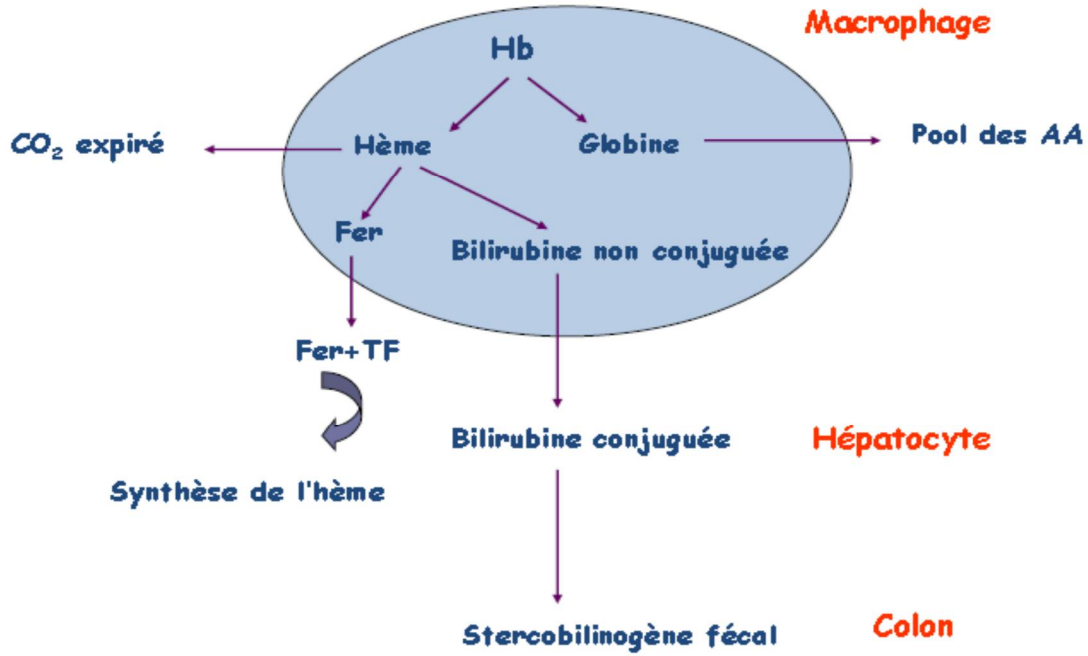 Macrophage
Hb
CO₂ expiré
Hème
Globine
Pool des AA
Fer
Bilirubine non conjuguée
Fer+TF
Bilirubine conjuguée
Hépatocyte
Synthèse de l'hème
Stercobilinogène fécal
Colon